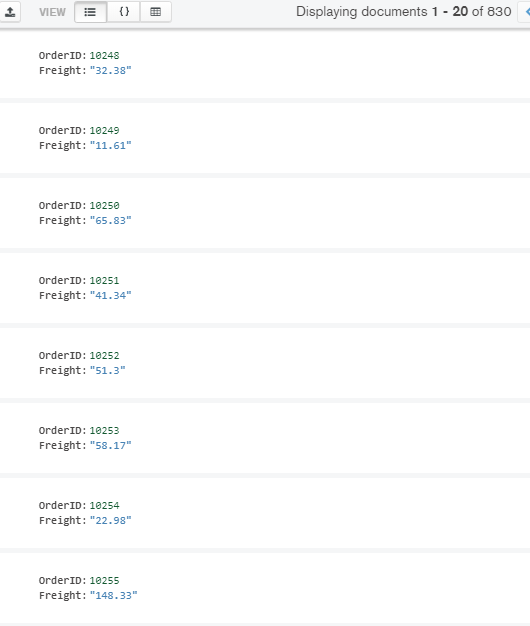 VIEW {} Displaying documents 1 - 20 of 830
OrderID: 10248
Freight: "32.38"
OrderID: 10249
Freight: "11.61"
OrderID: 10250
Freight: "65.83"
OrderID: 10251
Freight: "41.34"
OrderID: 10252
Freight: "51.3"
OrderID: 10253
Freight: "58.17"
OrderID: 10254
Freight: "22.98"
OrderID: 10255
Freight: "148.33"